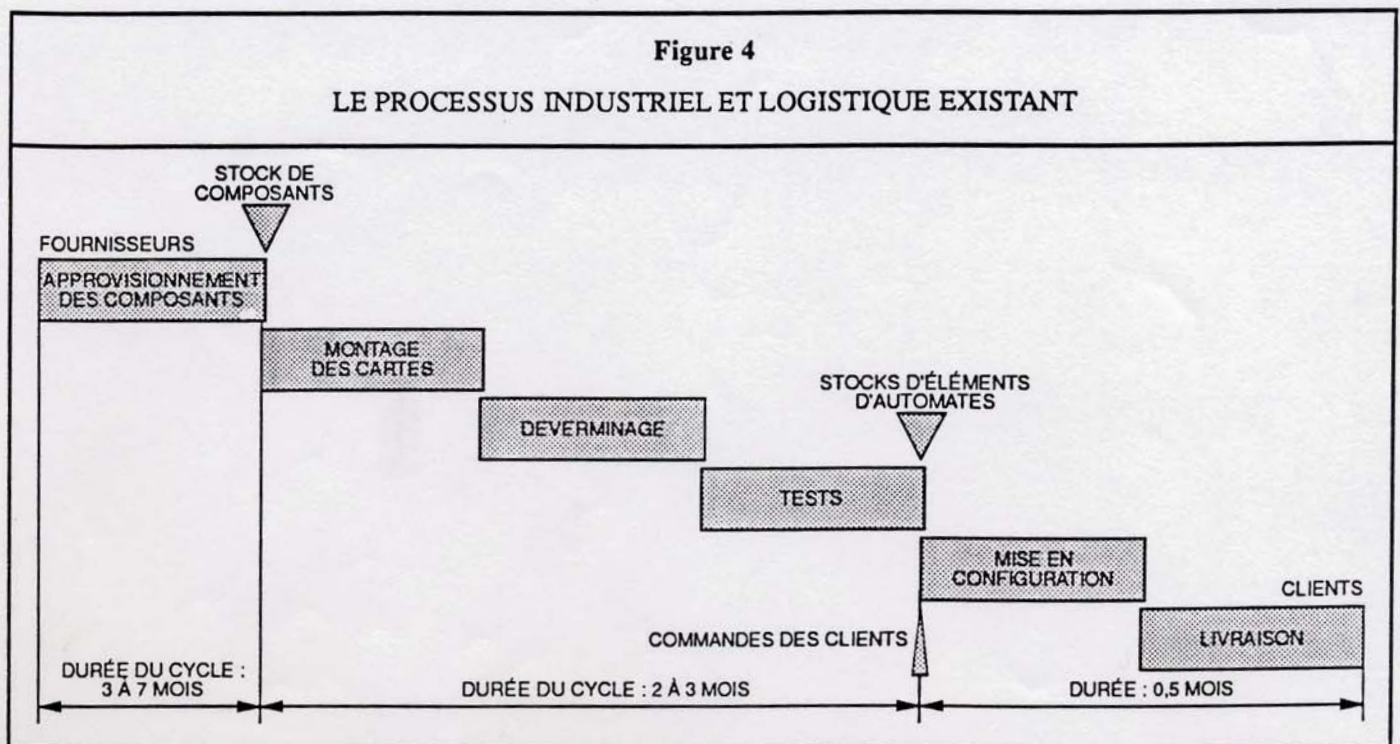 Figure 4
LE PROCESSUS INDUSTRIEL ET LOGISTIQUE EXISTANT
STOCK DE
COMPOSANTS
FOURNISSEURS
APPROVISIONNEMENT
DES COMPOSANTS
MONTAGE
DES CARTES
STOCKS D'ÉLÉMENTS
D'AUTOMATES
DEVERMINAGE
TESTS
MISE EN
CONFIGURATION
CLIENTS
COMMANDES DES CLIENTS
LIVRAISON
DURÉE DU CYCLE :
3 À 7 MOIS
DURÉE DU CYCLE : 2 À 3 MOIS
DURÉE : 0,5 MOIS